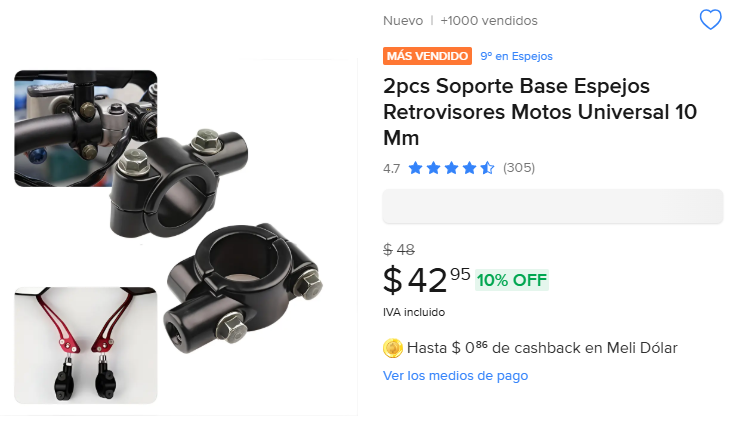 Nuevo | +1000 vendidos
MÁS VENDIDO 9º en Espejos
2pcs Soporte Base Espejos
Retrovisores Motos Universal 10
Mm
4.7 (305)
$ 48
$ 42 95 10% OFF
IVA incluido
Hasta $ 0 86 de cashback en Meli Dólar
Ver los medios de pago